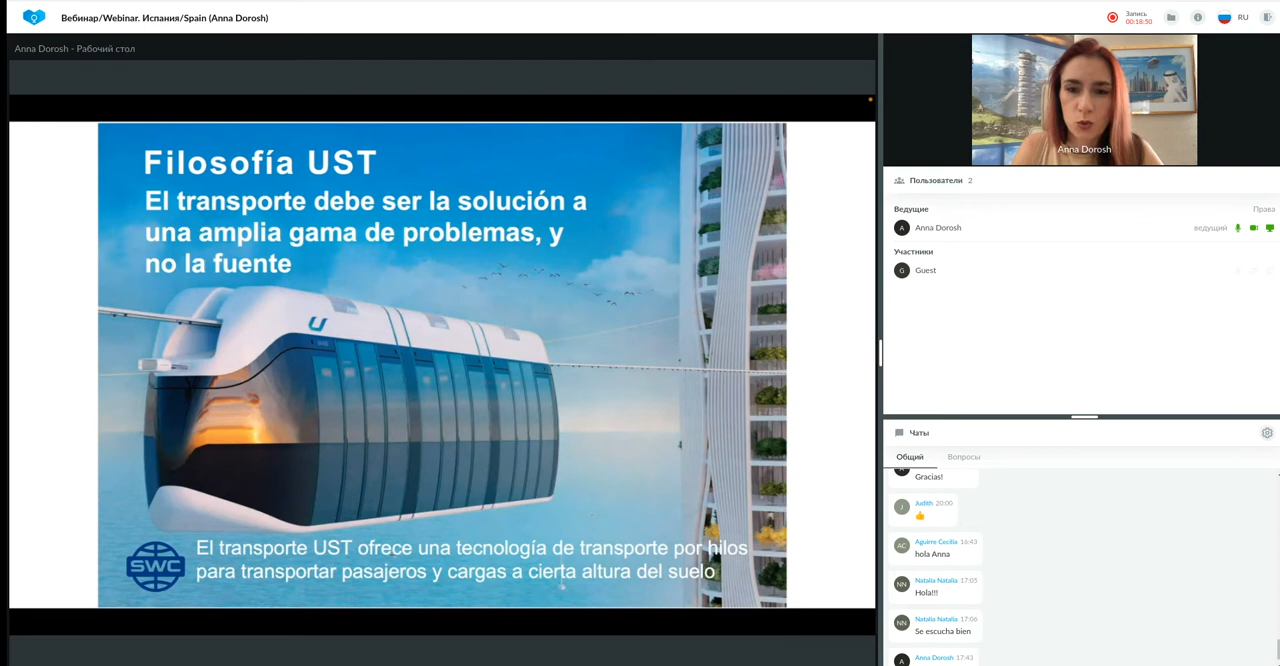 Вебинар/Webinar. Испания/Spain (Anna Dorosh)
Запись
00:18:50
RU
Anna Dorosh - Рабочий стол
Filosofía UST
El transporte debe ser la solución a
una amplia gama de problemas, y
no la fuente
SWC
El transporte UST ofrece una tecnología de transporte por hilos
para transportar pasajeros y cargas a cierta altura del suelo
Anna Dorosh
Пользователи 2
Ведущие Права
A Anna Dorosh ведущий
Участники
G Guest
Чаты
Общий Вопросы
Gracias!
J Judith 20:00
AC Aguirre Cecilia 16:43
hola Anna
NN Natalia Natalia 17:05
Hola!!!
NN Natalia Natalia 17:06
Se escucha bien
A Anna Dorosh 17:43